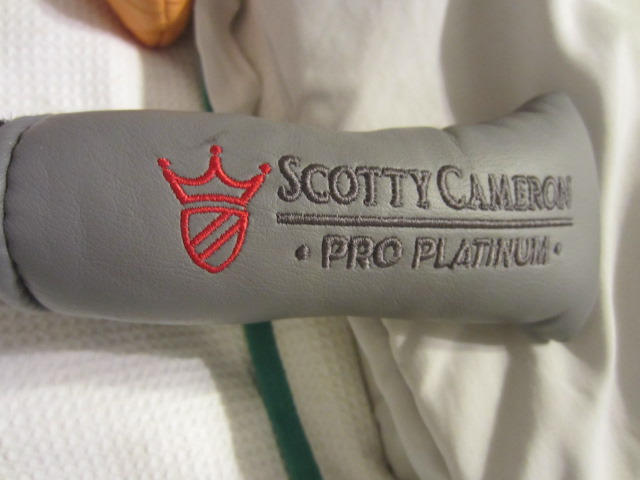 SCOTTY CAMERON
• PRO PLATINUM •